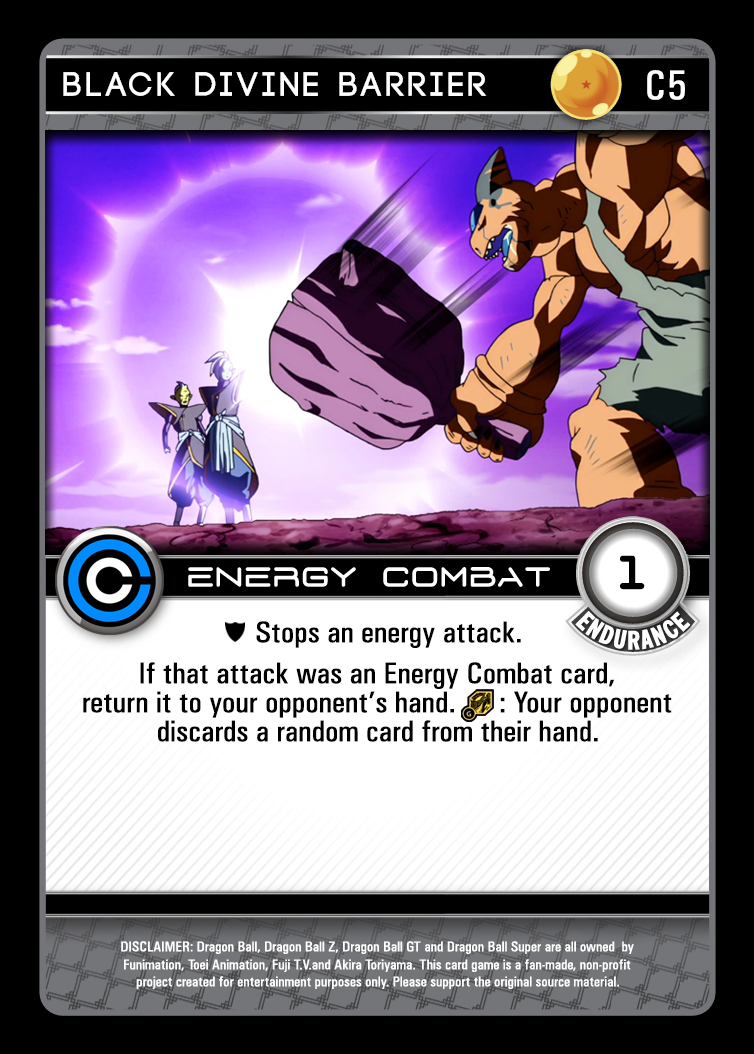 BLACK DIVINE BARRIER
C5
ENERGY COMBAT
1
ENDURANCE
Stops an energy attack.
If that attack was an Energy Combat card,
return it to your opponent's hand. G : Your opponent
discards a random card from their hand.
DISCLAIMER: Dragon Ball, Dragon Ball Z, Dragon Ball GT and Dragon Ball Super are all owned by
Funimation, Toei Animation, Fuji T.V.and Akira Toriyama. This card game is a fan-made, non-profit
project created for entertainment purposes only. Please support the original source material.